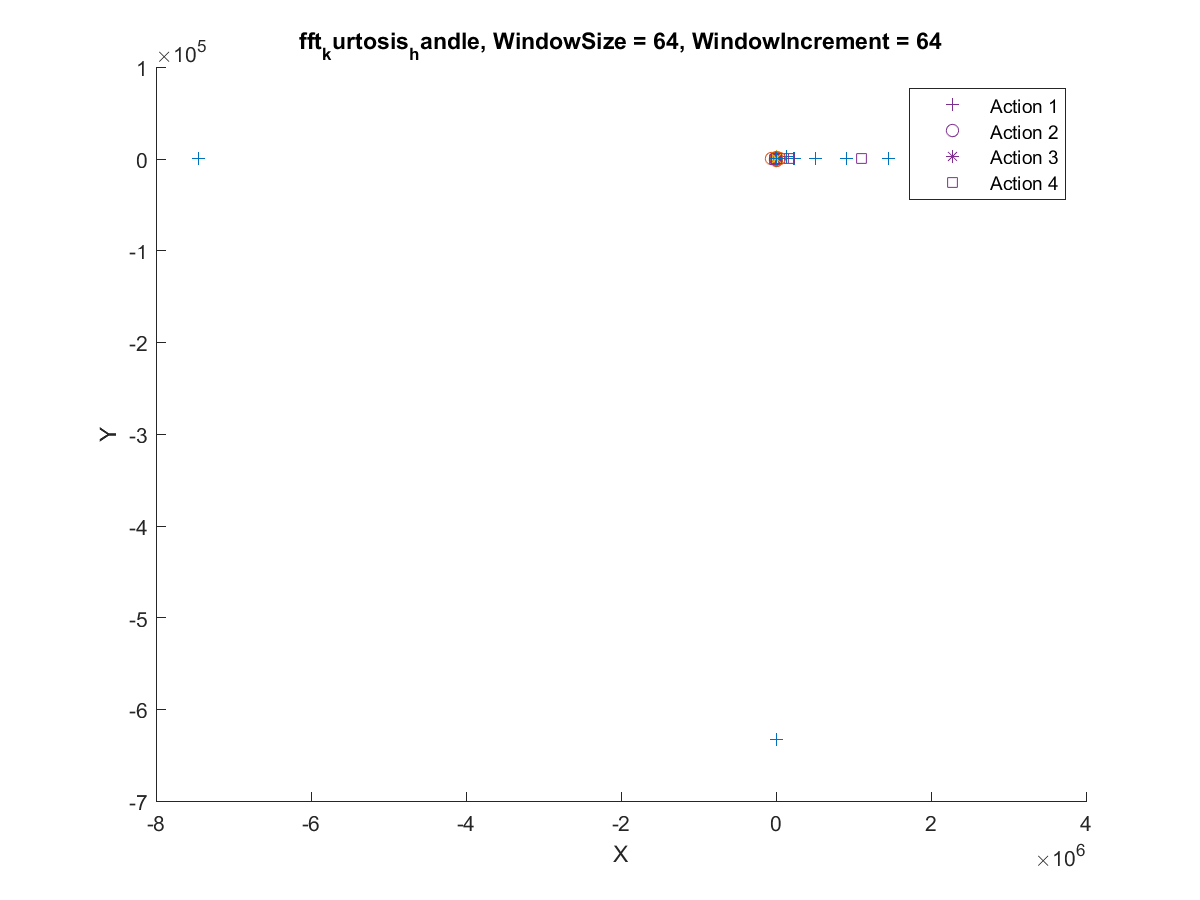 fft_kurtosis_handle, WindowSize = 64, WindowIncrement = 64
×10^5
1
0
-1
-2
-3
-4
-5
-6
-7
Y
Action 1
Action 2
Action 3
Action 4
-8 -6 -4 -2 0 2 4
X
×10^6